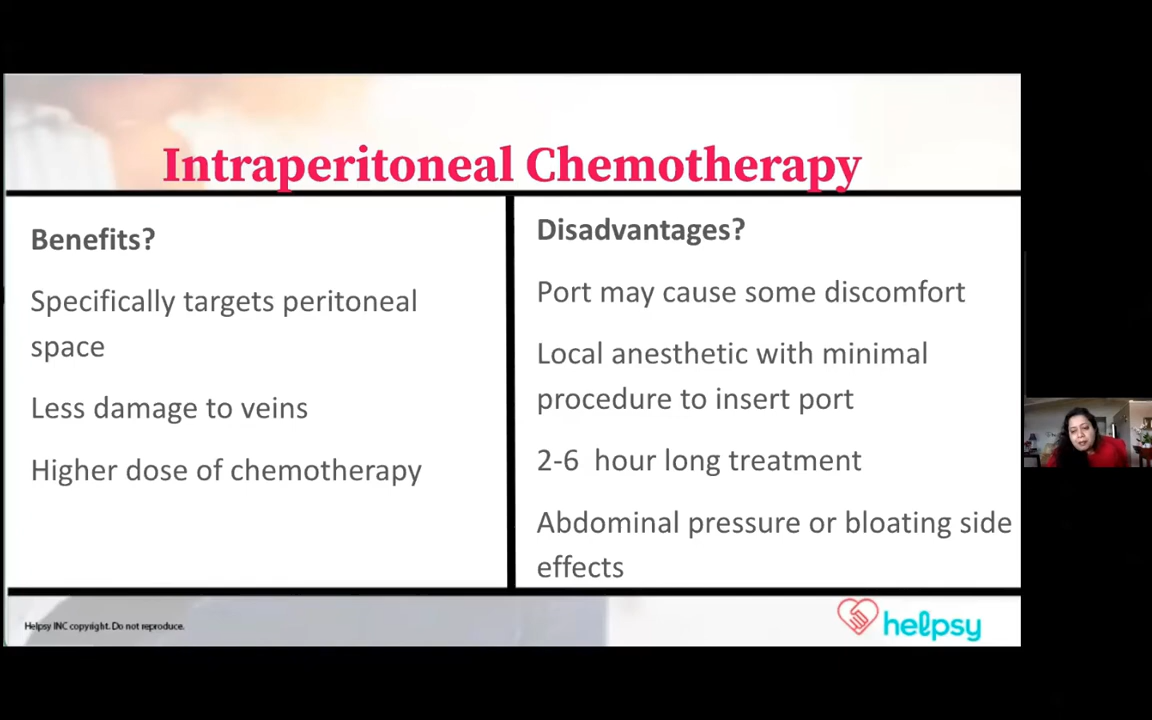 Intraperitoneal Chemotherapy
Benefits?
Specifically targets peritoneal
space
Less damage to veins
Higher dose of chemotherapy
Disadvantages?
Port may cause some discomfort
Local anesthetic with minimal
procedure to insert port
2-6 hour long treatment
Abdominal pressure or bloating side
effects
Helpsy INC copyright. Do not reproduce.
helpsy